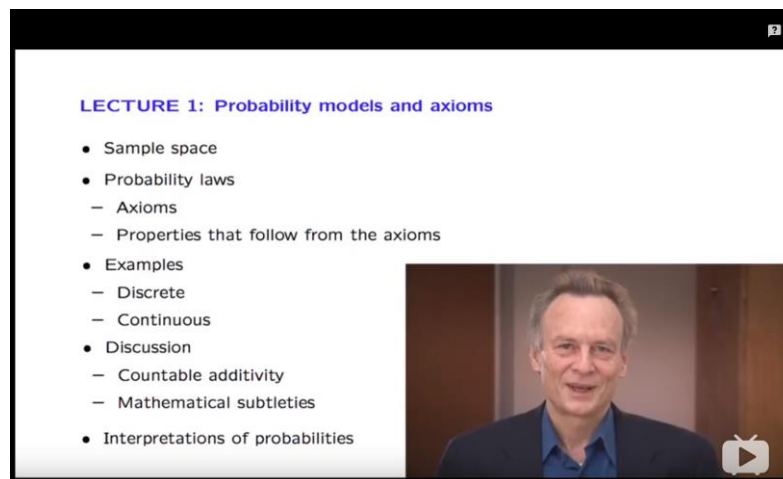 LECTURE 1: Probability models and axioms
• Sample space
• Probability laws
– Axioms
– Properties that follow from the axioms
• Examples
– Discrete
– Continuous
• Discussion
– Countable additivity
– Mathematical subtleties
• Interpretations of probabilities
?